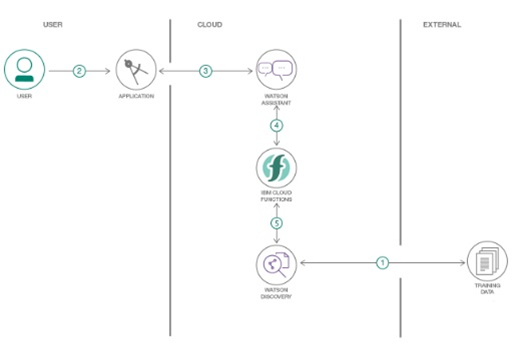 USER
CLOUD
EXTERNAL
2
3
USER
APPLICATION
WATSON
ASSISTANT
4
IBM CLOUD
FUNCTIONS
5
1
WATSON
DISCOVERY
TRAINING
DATA